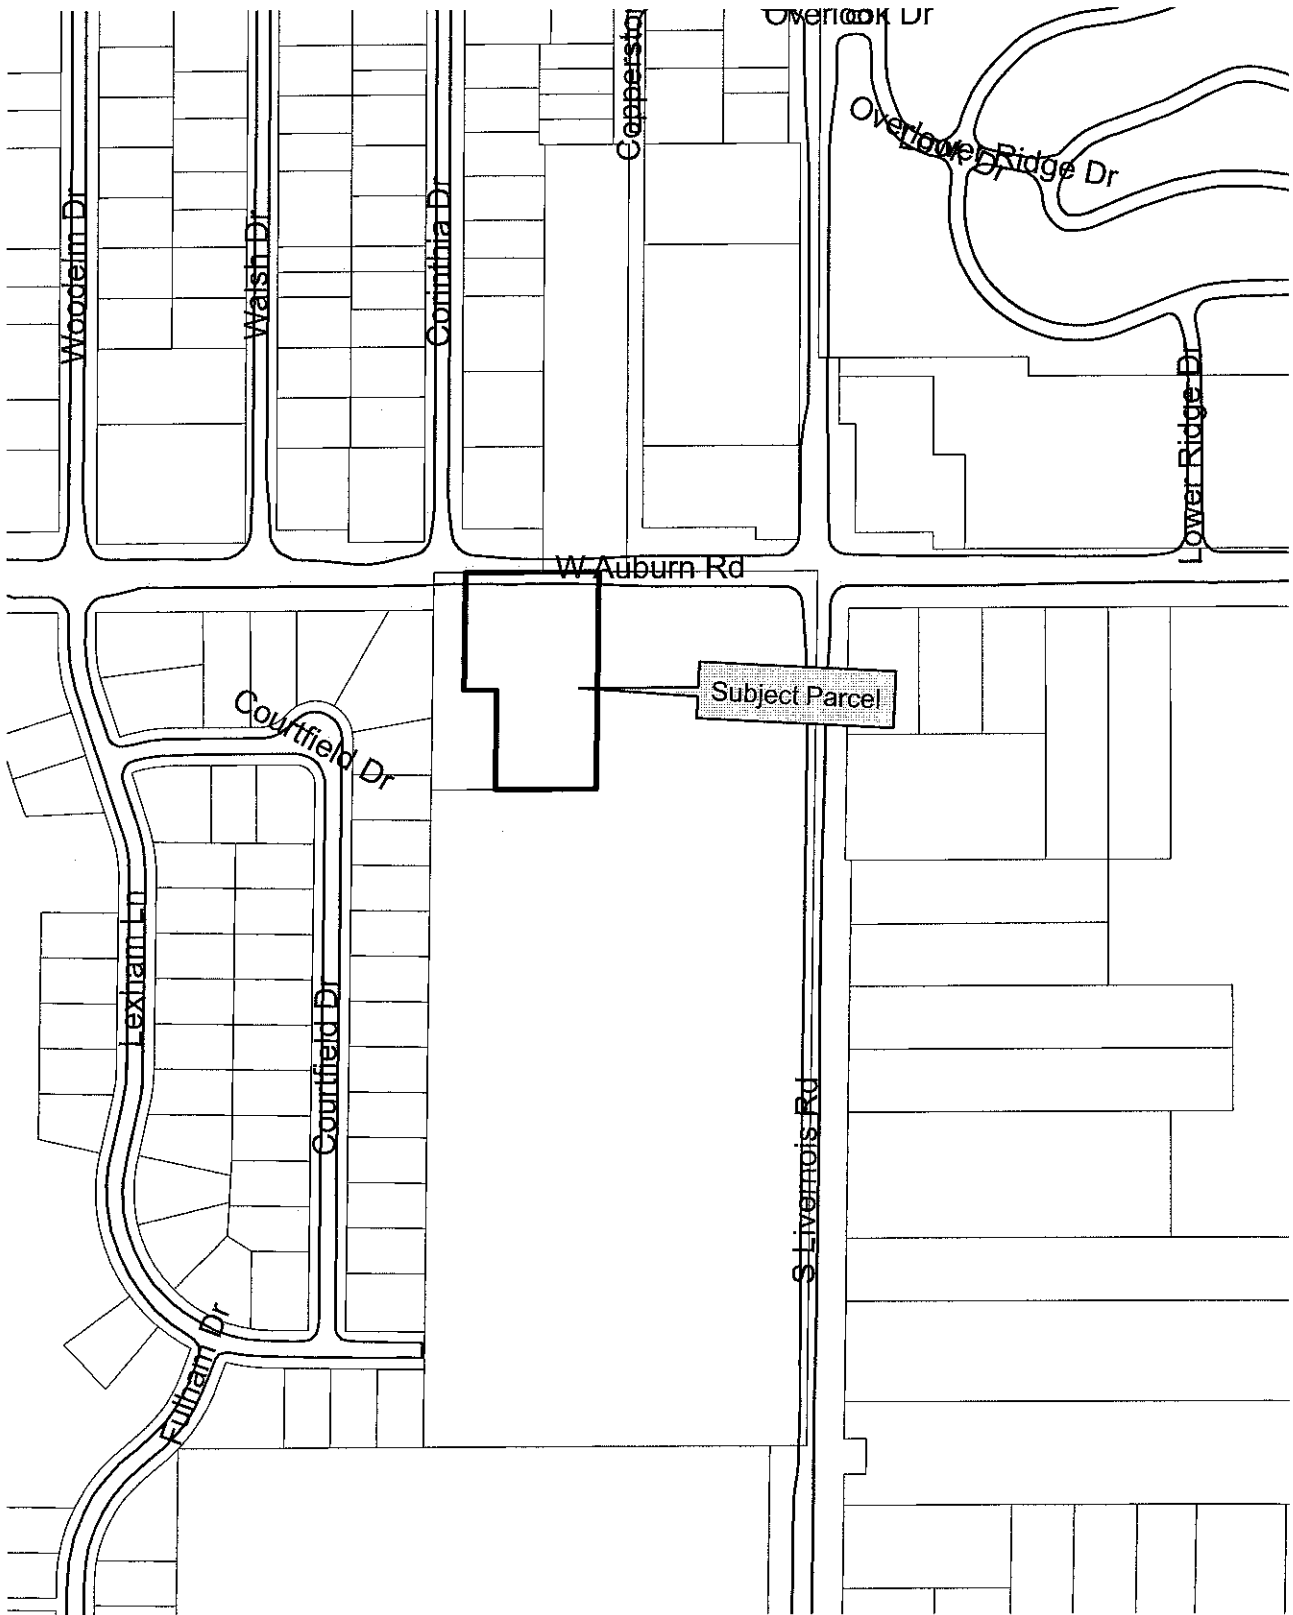 Overlook Dr
Overlook Dr
Lower Ridge Dr
Woodelm Dr
Walsh Dr
Corinthia Dr
Lower Ridge Dr
W Auburn Rd
Subject Parcel
Courtfield Dr
Lexham Ln
Courtfield Dr
S Livernois Rd
Fulham Dr